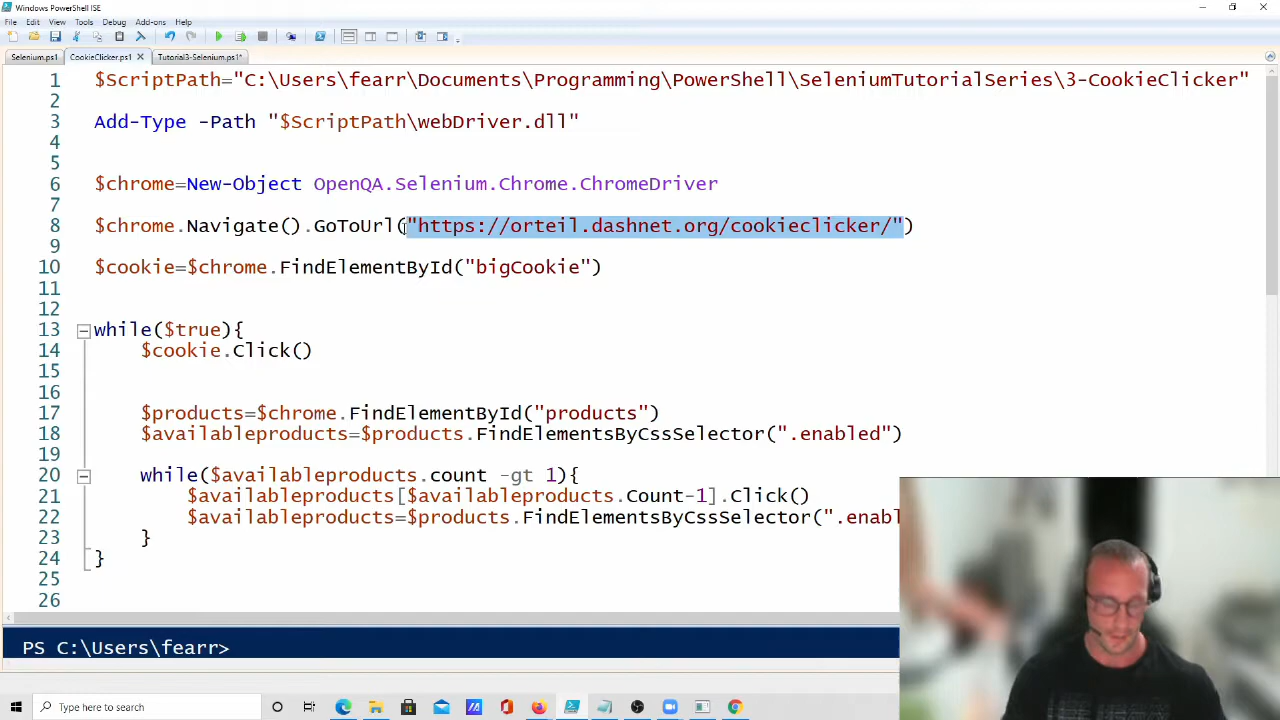 Windows PowerShell ISE
File Edit View Tools Debug Add-ons Help
Selenium.ps1 CookieClicker.ps1 Tutorial3-Selenium.ps1*
1 $ScriptPath="C:\Users\fearr\Documents\Programming\PowerShell\SeleniumTutorialSeries\3-CookieClicker"
2
3 Add-Type -Path "$ScriptPath\webDriver.dll"
4
5
6 $chrome=New-Object OpenQA.Selenium.Chrome.ChromeDriver
7
8 $chrome.Navigate().GoToUrl("https://orteil.dashnet.org/cookieclicker/")
9
10 $cookie=$chrome.FindElementById("bigCookie")
11
12
13 while($true){
14 $cookie.Click()
15
16
17 $products=$chrome.FindElementById("products")
18 $availableproducts=$products.FindElementsByCssSelector(".enabled")
19
20 while($availableproducts.count -gt 1){
21 $availableproducts[$availableproducts.Count-1].Click()
22 $availableproducts=$products.FindElementsByCssSelector(".enabl
23 }
24 }
25
26
PS C:\Users\fearr>
Type here to search